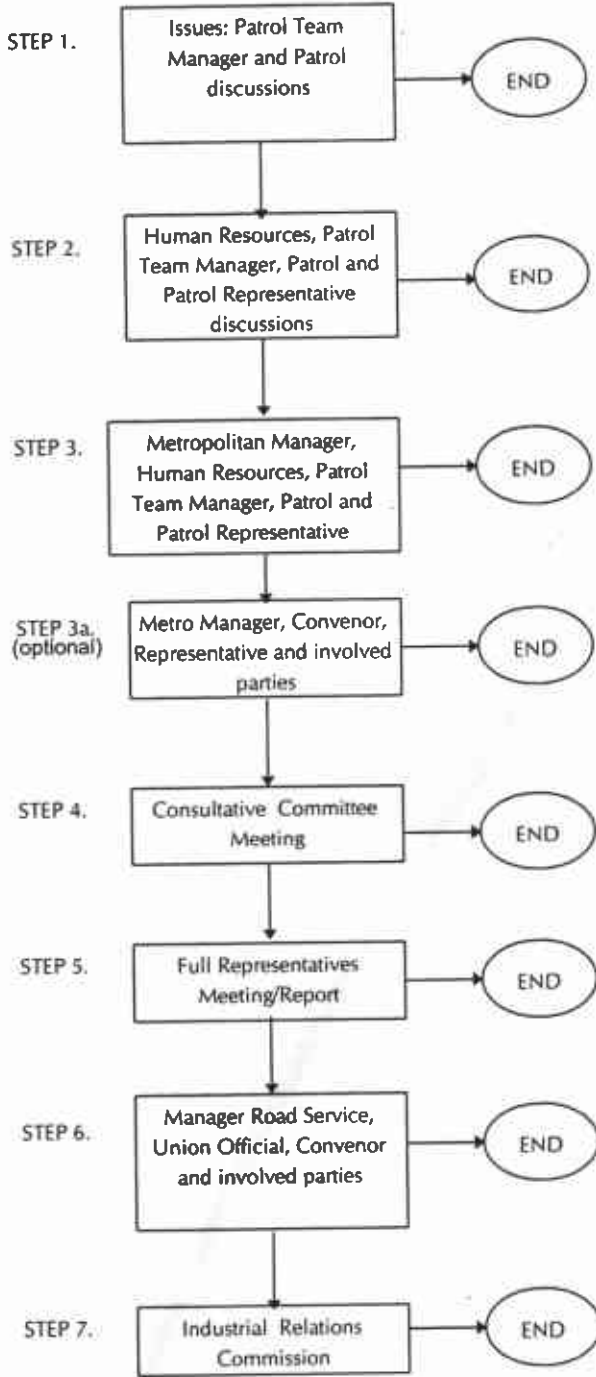 STEP 1.
Issues: Patrol Team
Manager and Patrol
discussions
END
STEP 2.
Human Resources, Patrol
Team Manager, Patrol and
Patrol Representative
discussions
END
STEP 3.
Metropolitan Manager,
Human Resources, Patrol
Team Manager, Patrol and
Patrol Representative
END
STEP 3a.
(optional)
Metro Manager, Convenor,
Representative and involved
parties
END
STEP 4.
Consultative Committee
Meeting
END
STEP 5.
Full Representatives
Meeting/Report
END
STEP 6.
Manager Road Service,
Union Official, Convenor
and involved parties
END
STEP 7.
Industrial Relations
Commission
END